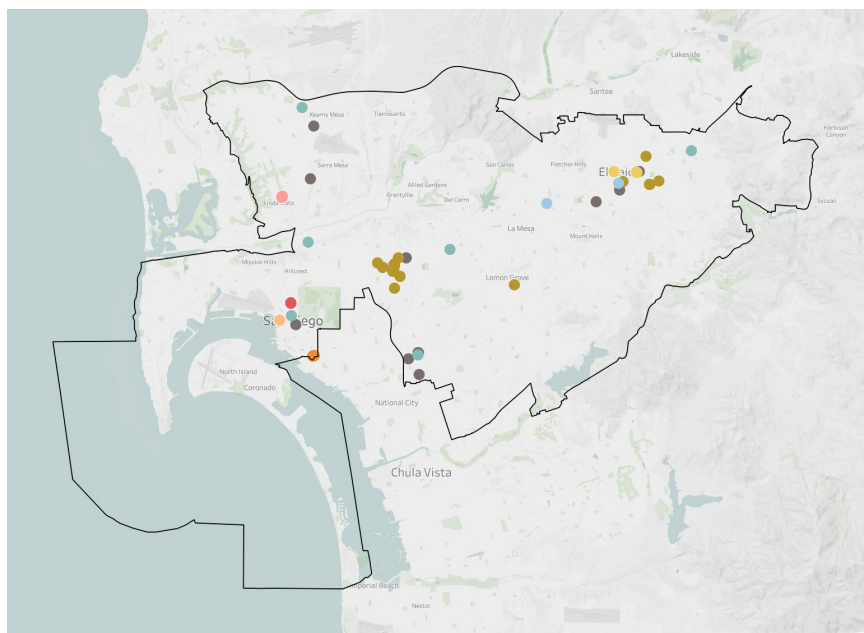 Lakeside
Santee
Kearny Mesa
Tierrasanta
Harbison
Canyon
Serra Mesa
San Carlos
Fletcher Hills
El Cajon
Allied Gardens
Grantville
Del Cerro
Linda Vista
Sycuan
La Mesa
Mount Helix
Mission Hills
Hillcrest
Lemon Grove
San Diego
North Island
Coronado
National City
Chula Vista
Imperial Beach
Nestor